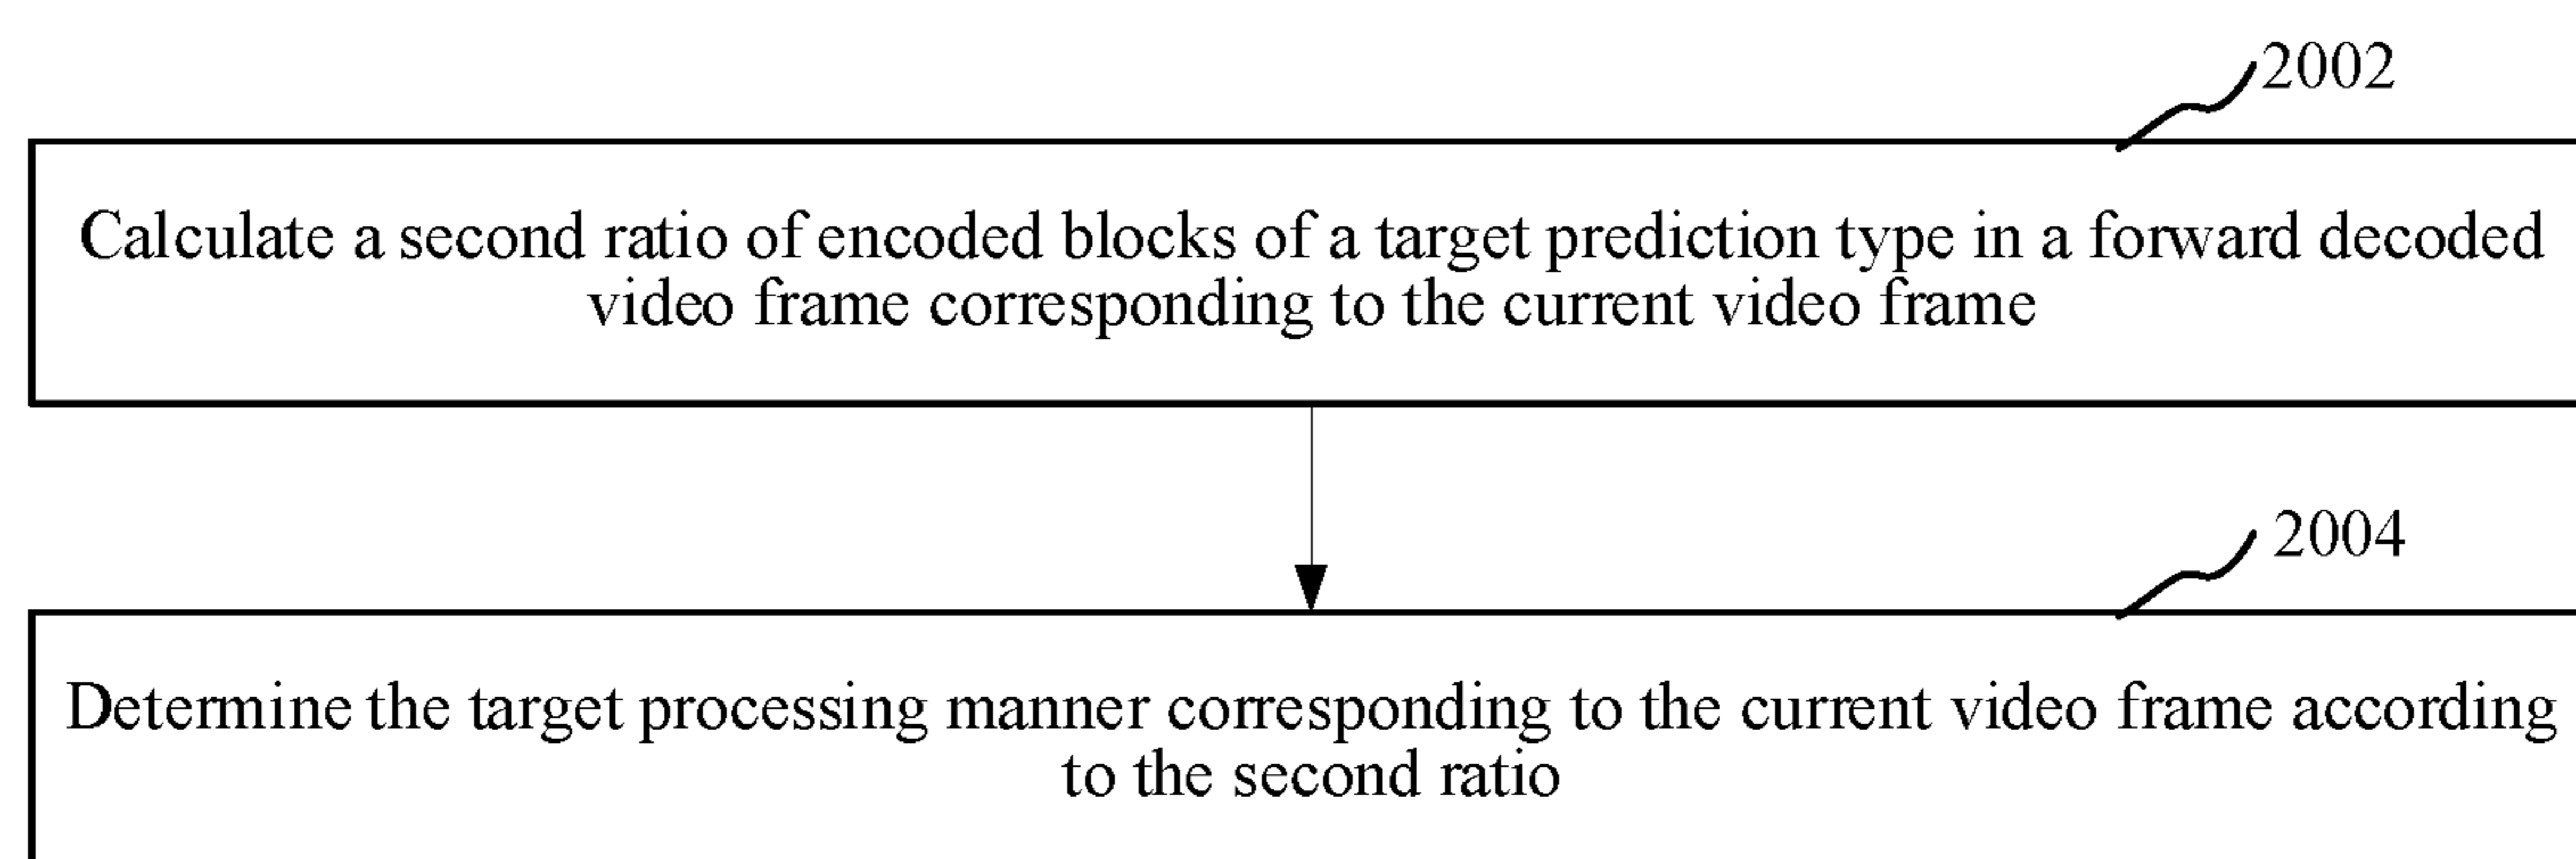 2002
Calculate a second ratio of encoded blocks of a target prediction type in a forward decoded
video frame corresponding to the current video frame
2004
Determine the target processing manner corresponding to the current video frame according
to the second ratio